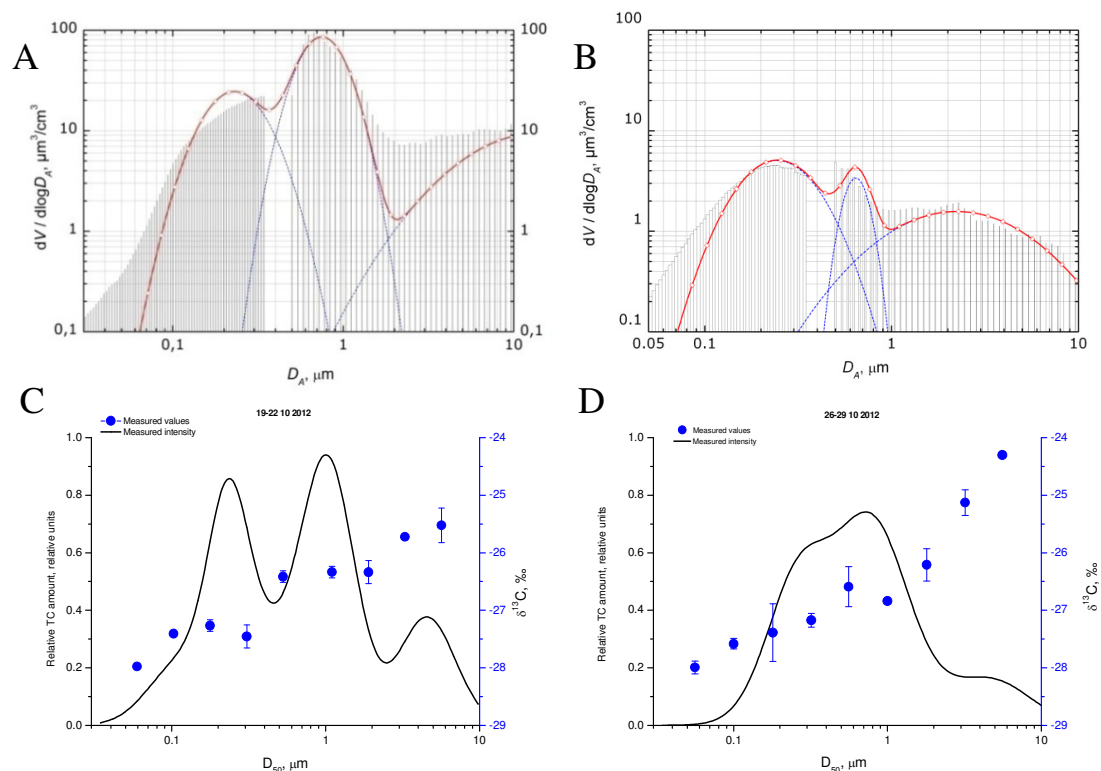 A
100
10
1
0,1
0,1
1
10
100
10
1
0,1
dV / dlogD_A, µm³/cm³
D_A, µm
B
100
10
1
0.1
0.05
0.1
1
10
dV / dlogD_A, µm³/cm³
D_A, µm
C
19-22 10 2012
Measured values
Measured intensity
1.0
0.8
0.6
0.4
0.2
0.0
0.1
1
10
-24
-25
-26
-27
-28
-29
Relative TC amount, relative units
δ¹³C, ‰
D₅₀, µm
D
26-29 10 2012
Measured values
Measured intensity
1.0
0.8
0.6
0.4
0.2
0.0
0.1
1
10
-24
-25
-26
-27
-28
-29
Relative TC amount, relative units
δ¹³C, ‰
D₅₀, µm